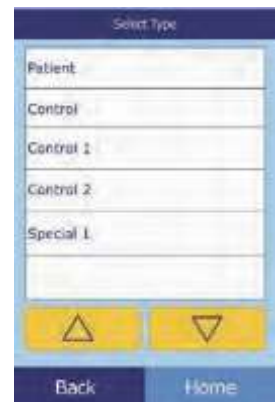 Select Type
Patient
Control
Control 1
Control 2
Special 1
Back
Home